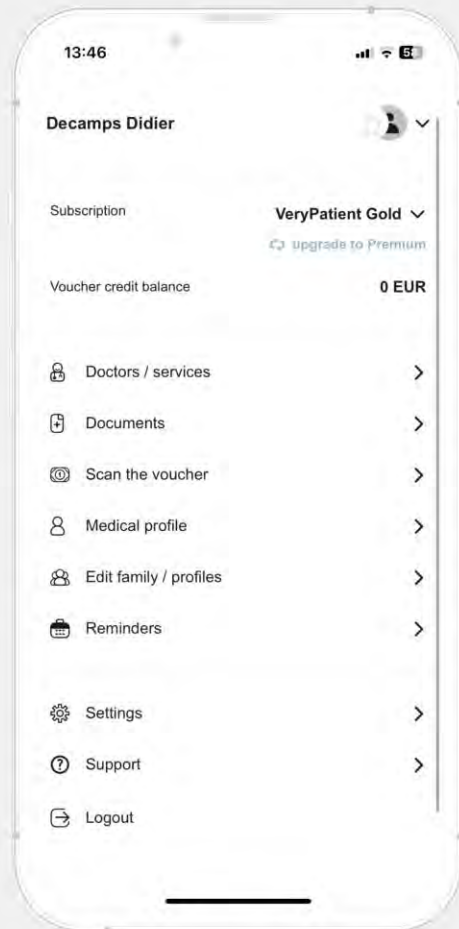 13:46
Decamps Didier
Subscription
VeryPatient Gold
upgrade to Premium
Voucher credit balance
0 EUR
Doctors / services
Documents
Scan the voucher
Medical profile
Edit family / profiles
Reminders
Settings
Support
Logout